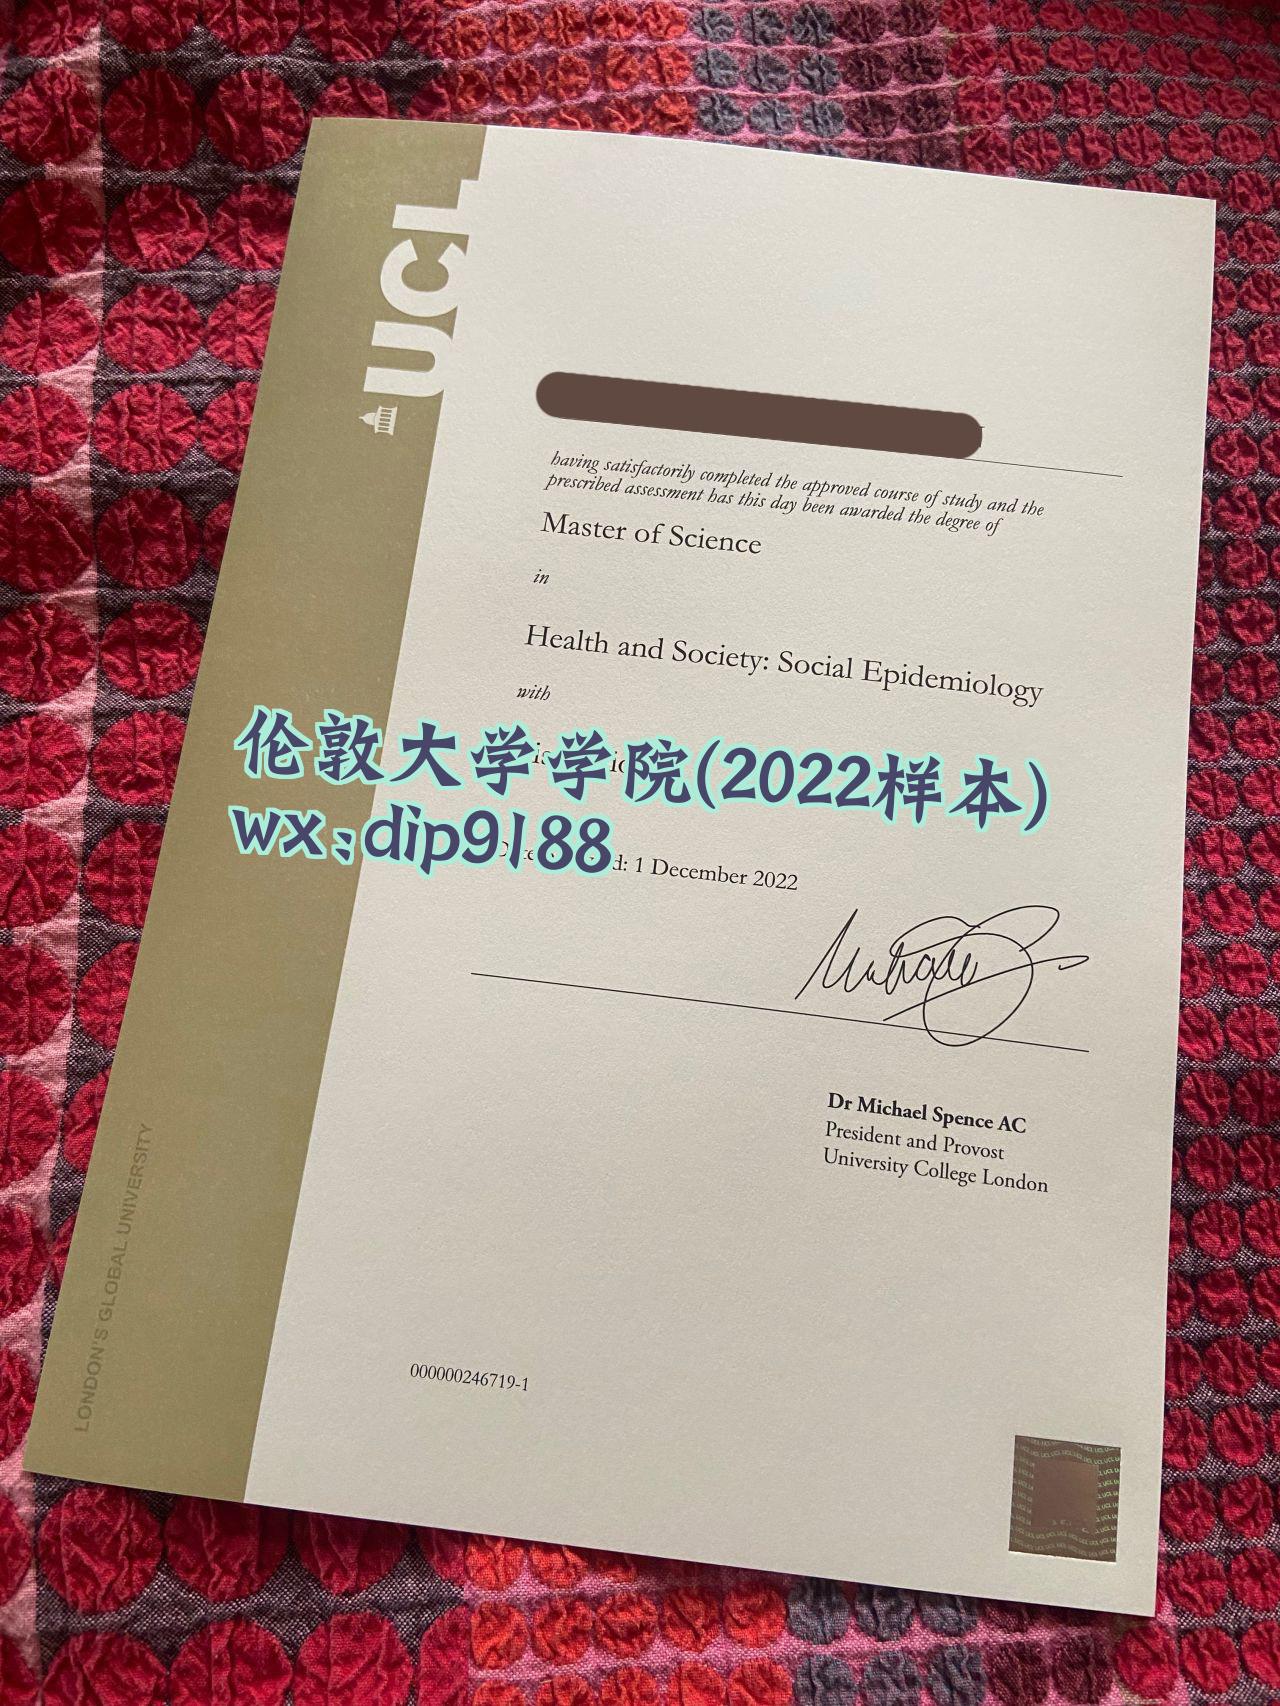 UCL
having satisfactorily completed the approved course of study and the
prescribed assessment has this day been awarded the degree of
Master of Science
in
Health and Society: Social Epidemiology
with
伦敦大学学院(2022样本)
wx;dip9188
1 December 2022
Dr Michael Spence AC
President and Provost
University College London
LONDON'S GLOBAL UNIVERSITY
000000246719-1